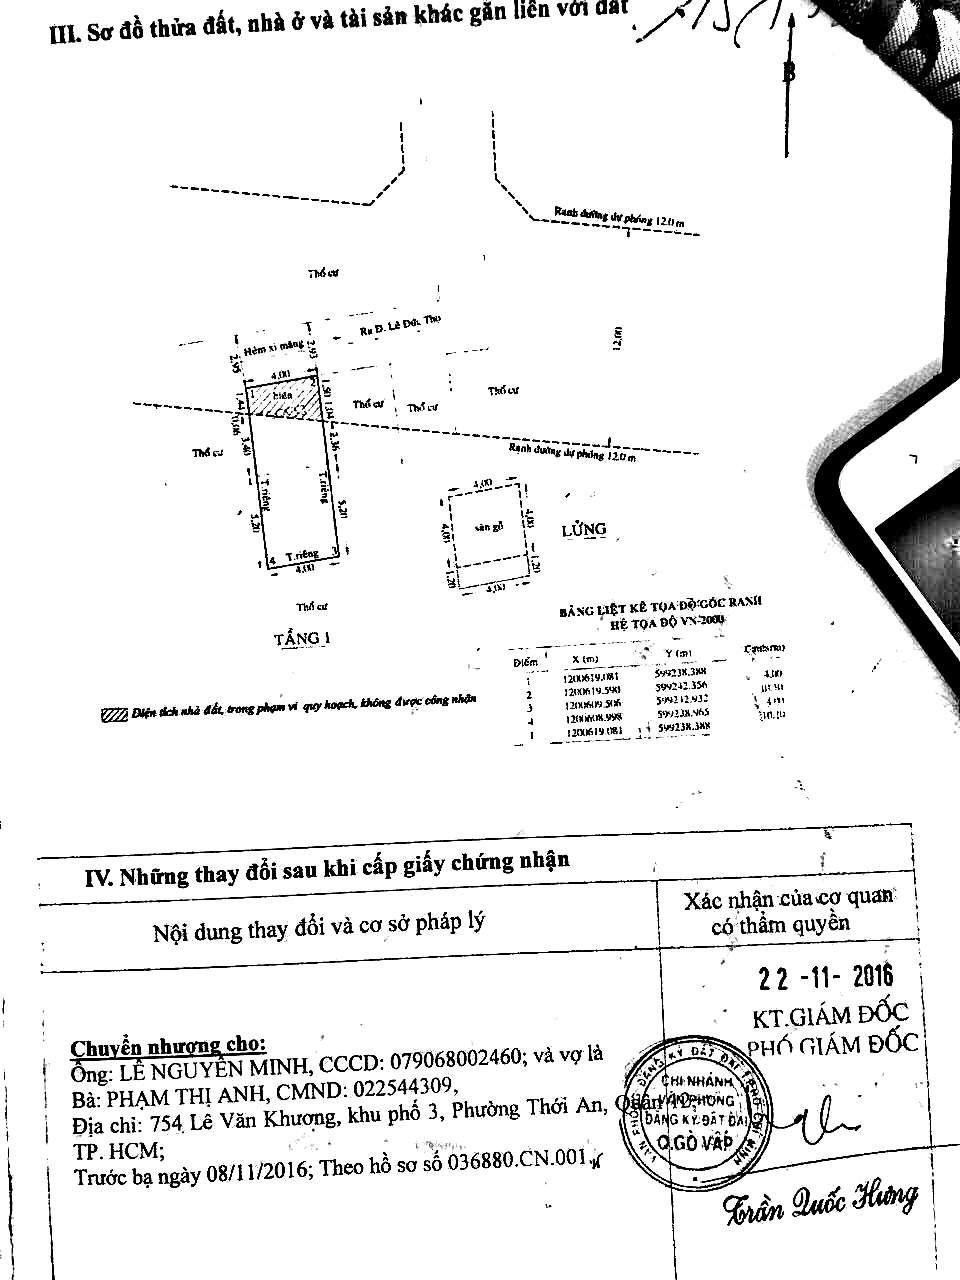 III. Sơ đồ thửa đất, nhà ở và tài sản khác gắn liền với đất
B
Ranh đường dự phóng 12.0 m
Thổ cư
Ra Đ. Lê Đức Thọ
Hẻm xi măng
2,95
2,93
12,00
4,00
1
2
hiên
1,50
1,04
2,36
1,44
0,06
3,40
Thổ cư
Thổ cư
Thổ cư
Thổ cư
Ranh đường dự phóng 12.0 m
T.riêng
T.riêng
5,20
5,20
4
T.riêng
3
4,00
4,00
4,00
4,00
sàn gỗ
1,20
1,20
4,00
LỬNG
Thổ cư
TẦNG 1
BẢNG LIỆT KÊ TỌA ĐỘ GÓC RANH
HỆ TỌA ĐỘ VN-2000
Điểm X (m) Y (m)
1 1200619.081 599238.388 4.00
2 1200619.590 599242.356
3 1200609.506 599242.932
4 1200608.998 599238.965
1 1200619.081 599238.388
Diện tích nhà đất, trong phạm vi quy hoạch, không được công nhận
IV. Những thay đổi sau khi cấp giấy chứng nhận
Nội dung thay đổi và cơ sở pháp lý
Xác nhận của cơ quan
có thẩm quyền
22 -11- 2016
KT.GIÁM ĐỐC
PHÓ GIÁM ĐỐC
Chuyển nhượng cho:
Ông: LÊ NGUYÊN MINH, CCCD: 079068002460; và vợ là
Bà: PHẠM THỊ ANH, CMND: 022544309,
Địa chỉ: 754 Lê Văn Khương, khu phố 3, Phường Thới An, Quận 12,
TP. HCM;
Trước bạ ngày 08/11/2016; Theo hồ sơ số 036880.CN.001
CHI NHÁNH
VĂN PHÒNG
ĐĂNG KÝ ĐẤT ĐAI
Q.GÒ VẤP
Trần Quốc Hưng